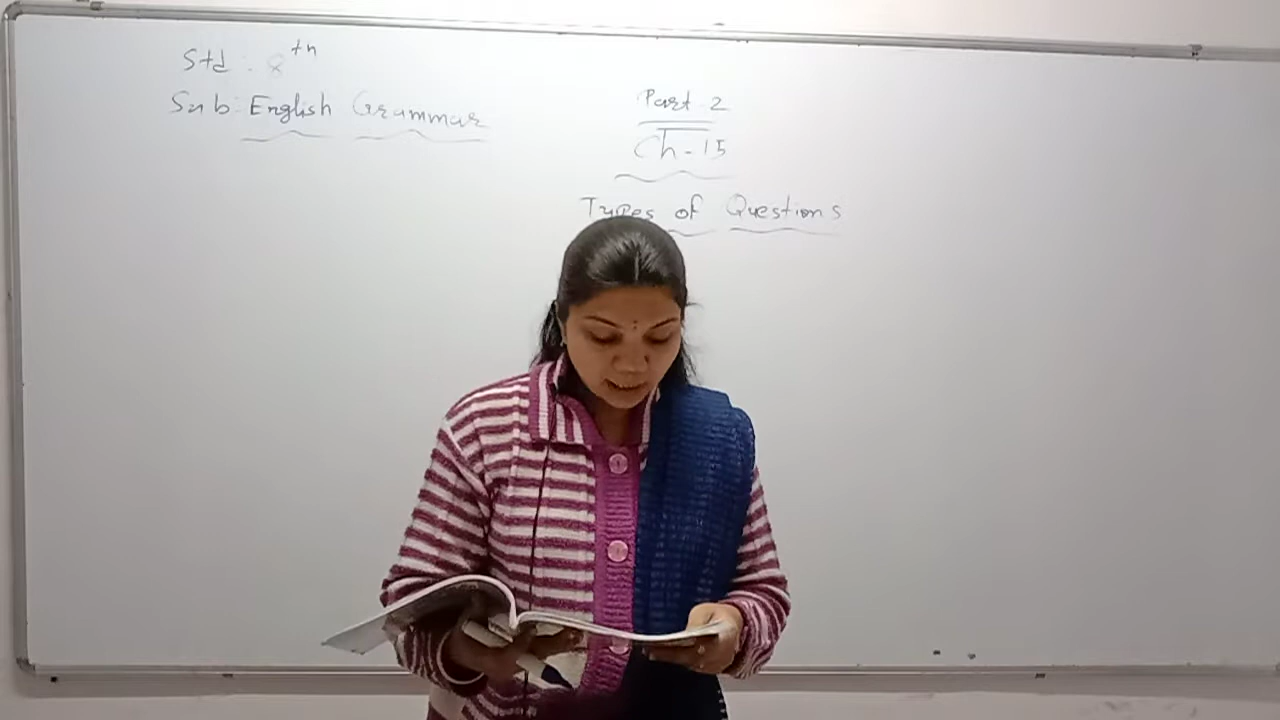 Std : 8th
Sub : English Grammar
Part - 2
Ch - 15
Types of Questions